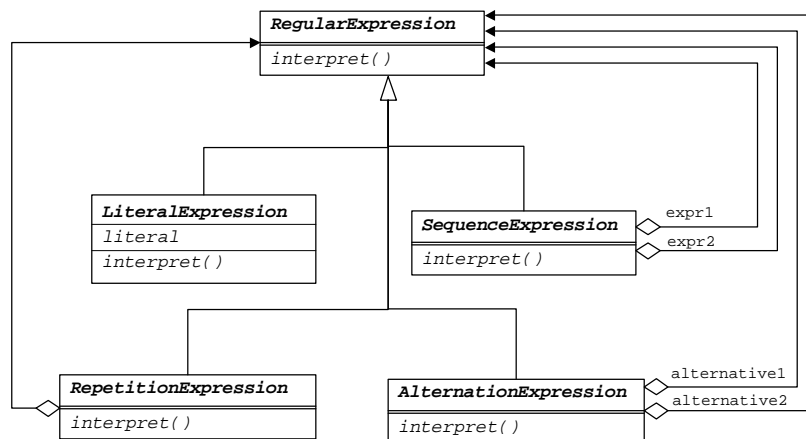 RegularExpression
interpret()
LiteralExpression
literal
interpret()
SequenceExpression
interpret()
expr1
expr2
RepetitionExpression
interpret()
AlternationExpression
interpret()
alternative1
alternative2